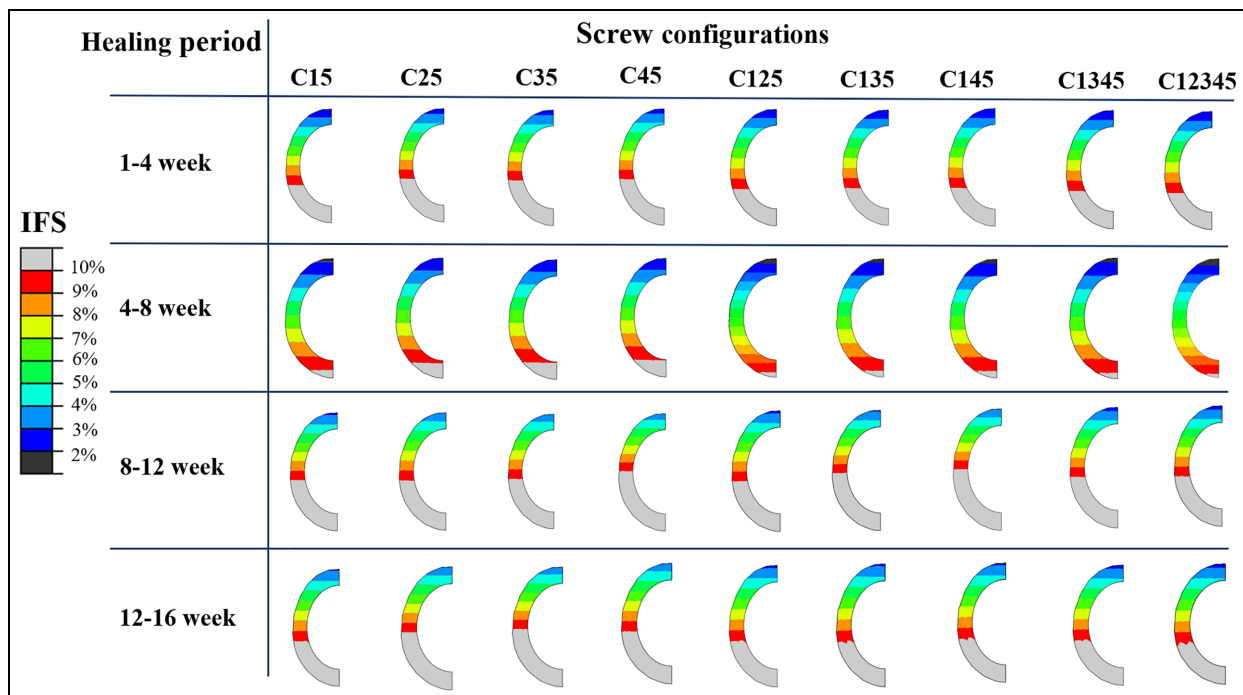 Healing period
Screw configurations
C15 C25 C35 C45 C125 C135 C145 C1345 C12345
1-4 week
IFS
10%
9%
8%
7%
6%
5%
4%
3%
2%
4-8 week
8-12 week
12-16 week